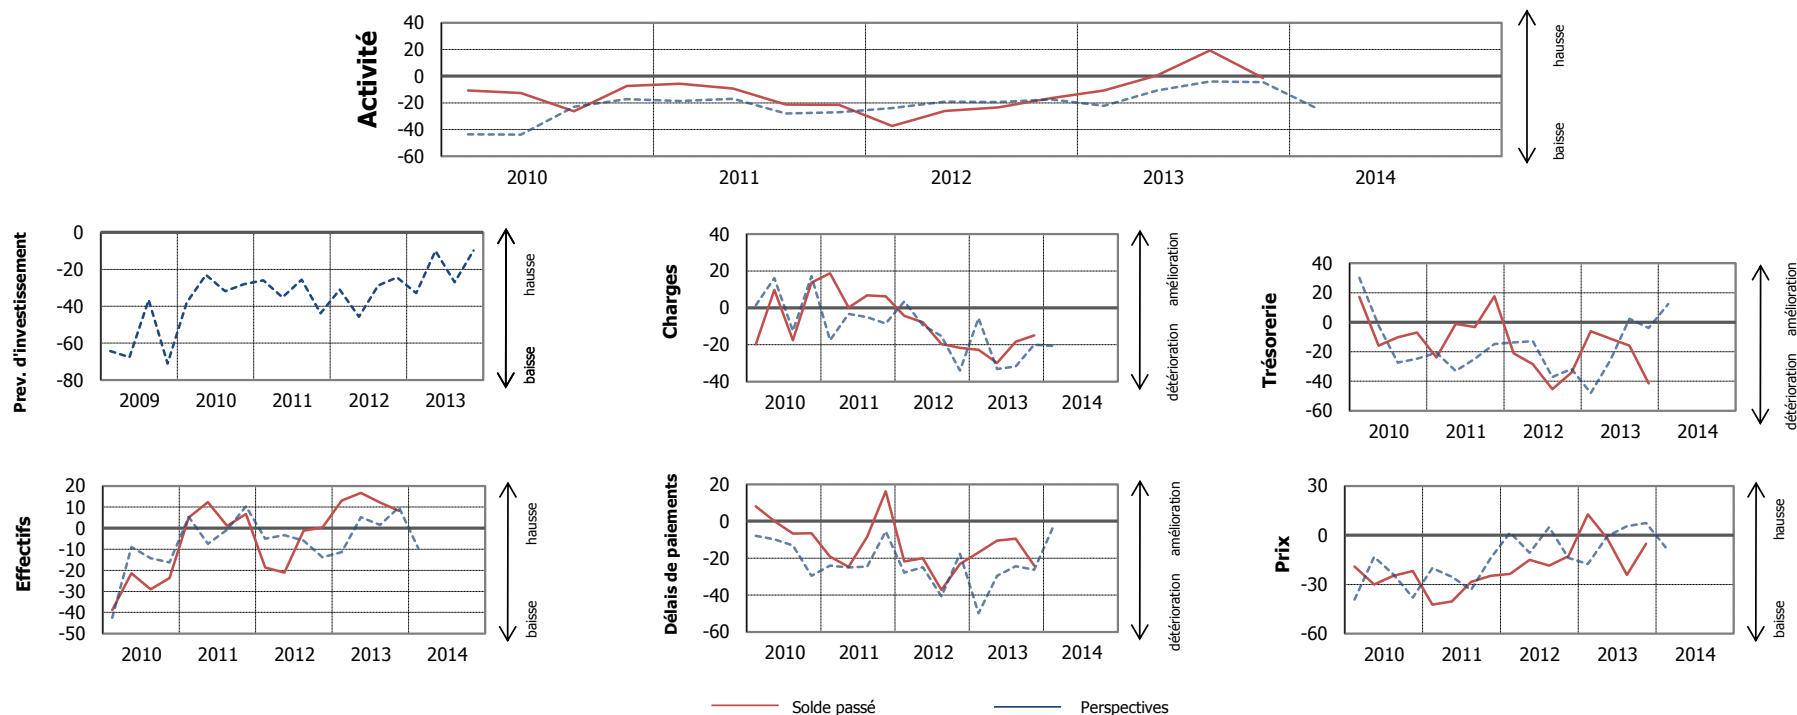 Activité
40
20
0
-20
-40
-60
2010 2011 2012 2013 2014
hausse
baisse
Prev. d'investissement
0
-20
-40
-60
-80
2009 2010 2011 2012 2013
hausse
baisse
Charges
40
20
0
-20
-40
2010 2011 2012 2013 2014
amélioration
détérioration
Trésorerie
40
20
0
-20
-40
-60
2010 2011 2012 2013 2014
amélioration
détérioration
Effectifs
20
10
0
-10
-20
-30
-40
-50
2010 2011 2012 2013 2014
hausse
baisse
Délais de paiements
20
0
-20
-40
-60
2010 2011 2012 2013 2014
amélioration
détérioration
Prix
30
0
-30
-60
2010 2011 2012 2013 2014
hausse
baisse
Solde passé Perspectives